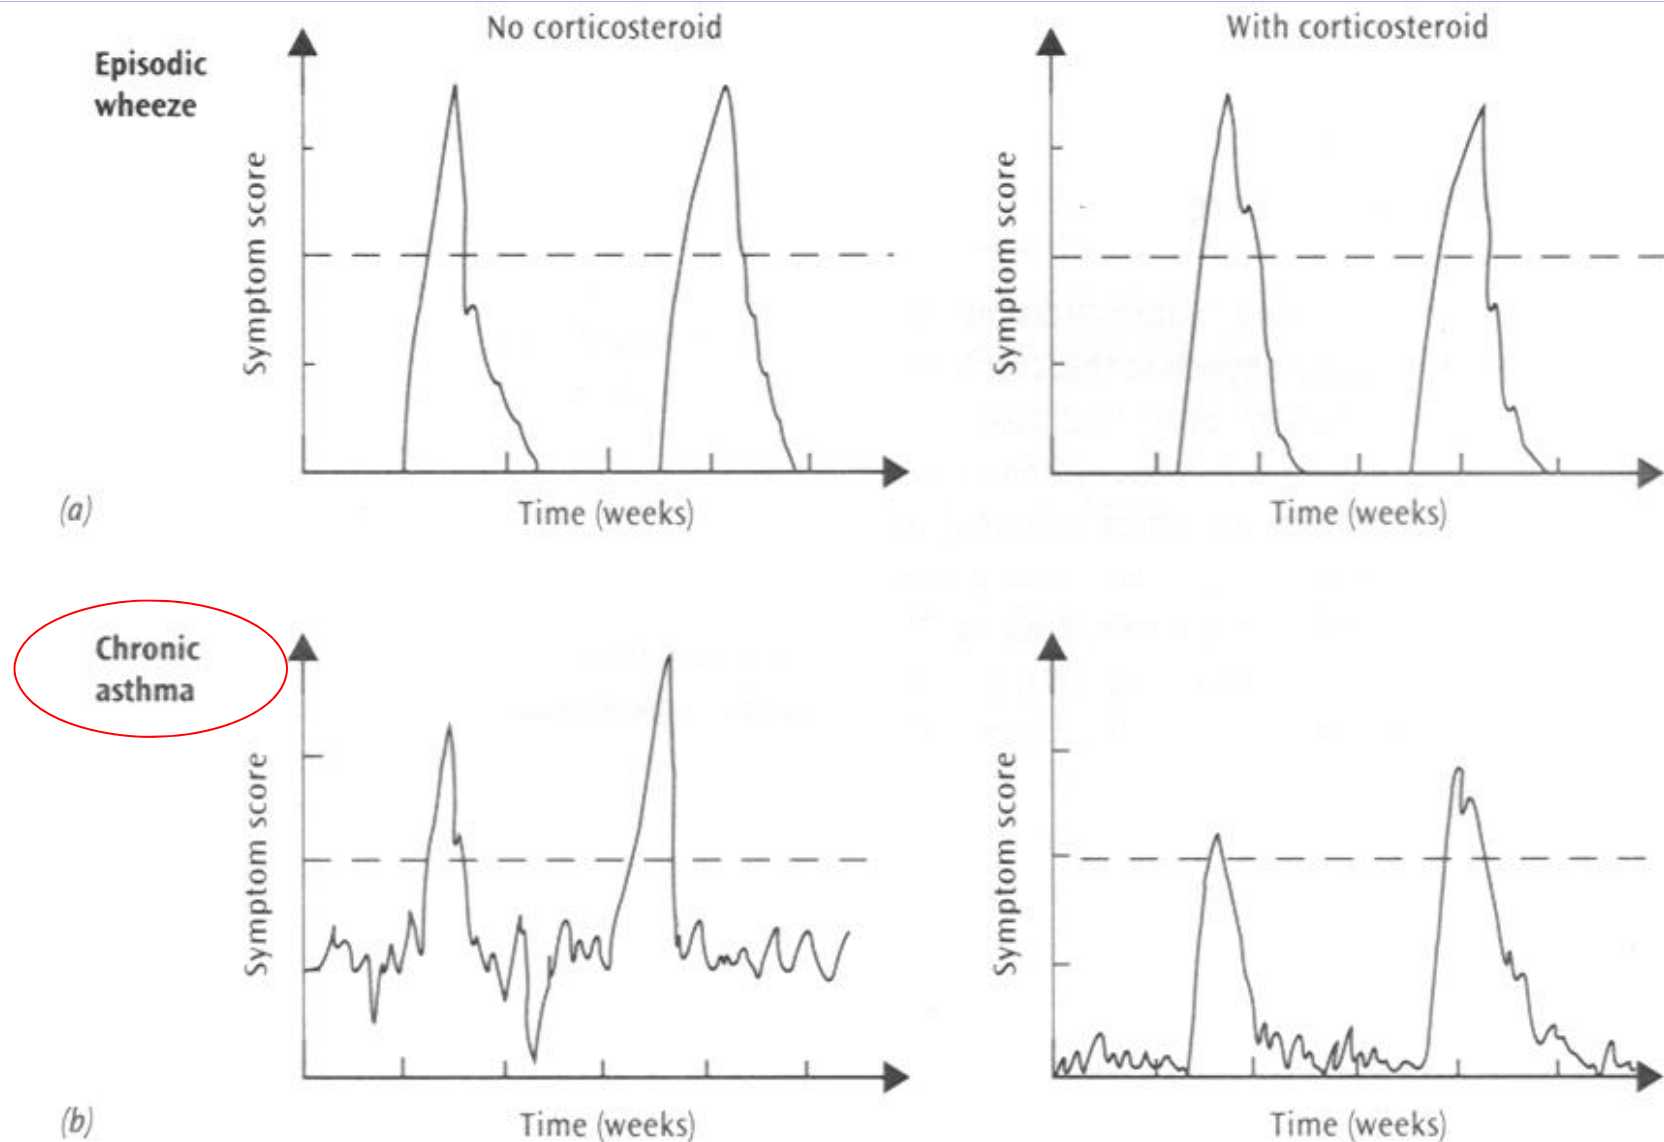 No corticosteroid
With corticosteroid
Episodic
wheeze
Symptom score
Symptom score
Time (weeks)
Time (weeks)
(a)
Chronic
asthma
Symptom score
Symptom score
Time (weeks)
Time (weeks)
(b)